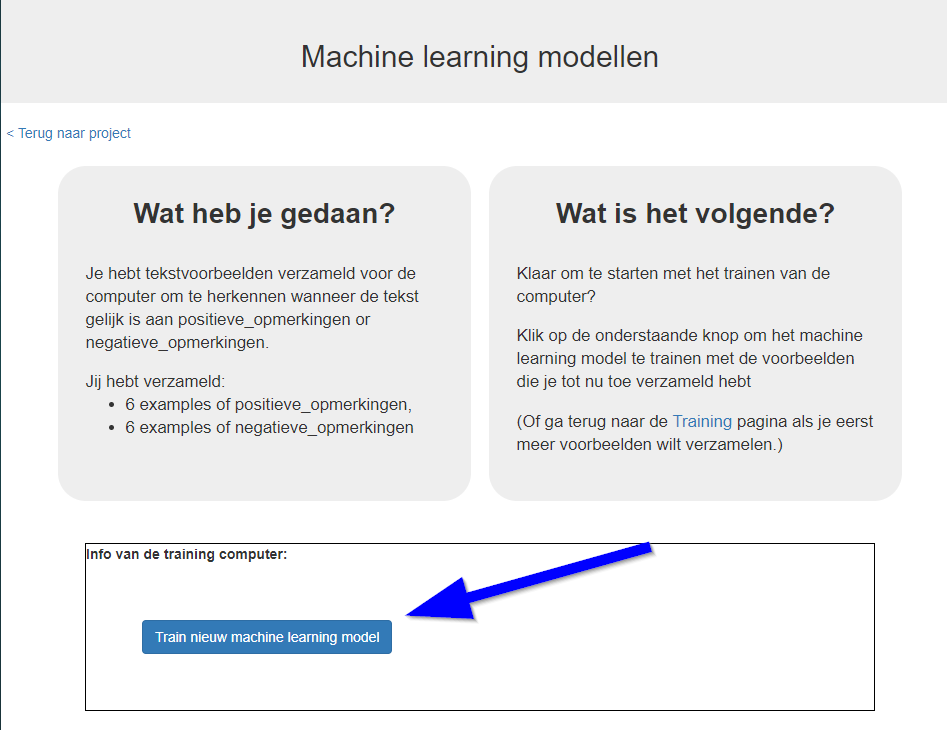 Machine learning modellen
< Terug naar project
Wat heb je gedaan?
Je hebt tekstvoorbeelden verzameld voor de
computer om te herkennen wanneer de tekst
gelijk is aan positieve_opmerkingen or
negatieve_opmerkingen.
Jij hebt verzameld:
• 6 examples of positieve_opmerkingen,
• 6 examples of negatieve_opmerkingen
Wat is het volgende?
Klaar om te starten met het trainen van de
computer?
Klik op de onderstaande knop om het machine
learning model te trainen met de voorbeelden
die je tot nu toe verzameld hebt
(Of ga terug naar de Training pagina als je eerst
meer voorbeelden wilt verzamelen.)
Info van de training computer:
Train nieuw machine learning model